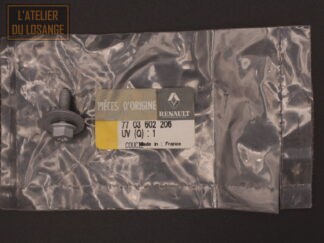 L'ATELIER
DU LOSANGE
PIÈCES D'ORIGINE
RENAULT
77 03 602 206
UV (Q) : 1
Made in : France